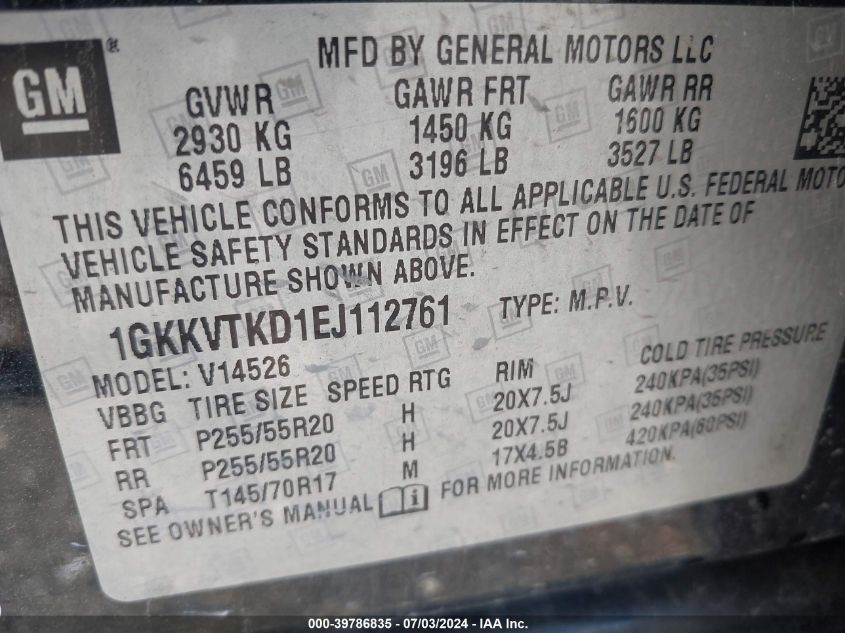 GM ®
MFD BY GENERAL MOTORS LLC
GVWR GAWR FRT GAWR RR
2930 KG 1450 KG 1600 KG
6459 LB 3196 LB 3527 LB
THIS VEHICLE CONFORMS TO ALL APPLICABLE U.S. FEDERAL MOTO
VEHICLE SAFETY STANDARDS IN EFFECT ON THE DATE OF
MANUFACTURE SHOWN ABOVE.
1GKKVTKD1EJ112761 TYPE: M.P.V.
MODEL: V14526
VBBG TIRE SIZE SPEED RTG RIM COLD TIRE PRESSURE
FRT P255/55R20 H 20X7.5J 240KPA(35PSI)
RR P255/55R20 H 20X7.5J 240KPA(35PSI)
SPA T145/70R17 M 17X4.5B 420KPA(60PSI)
SEE OWNER'S MANUAL i FOR MORE INFORMATION.
000-39786835 - 07/03/2024 - IAA Inc.